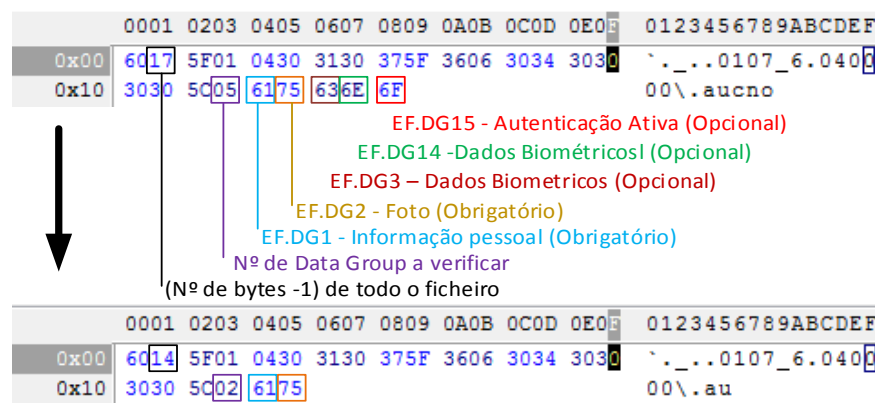 0001 0203 0405 0607 0809 0A0B 0C0D 0E0F 0123456789ABCDEF
0x00 6017 5F01 0430 3130 375F 3606 3034 3030 `._..0107_6.0400
0x10 3030 5C05 6175 636E 6F 00\.aucno
EF.DG15 - Autenticação Ativa (Opcional)
EF.DG14 -Dados Biométricosl (Opcional)
EF.DG3 – Dados Biometricos (Opcional)
EF.DG2 - Foto (Obrigatório)
EF.DG1 - Informação pessoal (Obrigatório)
Nº de Data Group a verificar
(Nº de bytes -1) de todo o ficheiro
0001 0203 0405 0607 0809 0A0B 0C0D 0E0F 0123456789ABCDEF
0x00 6014 5F01 0430 3130 375F 3606 3034 3030 `._..0107_6.0400
0x10 3030 5C02 6175 00\.au